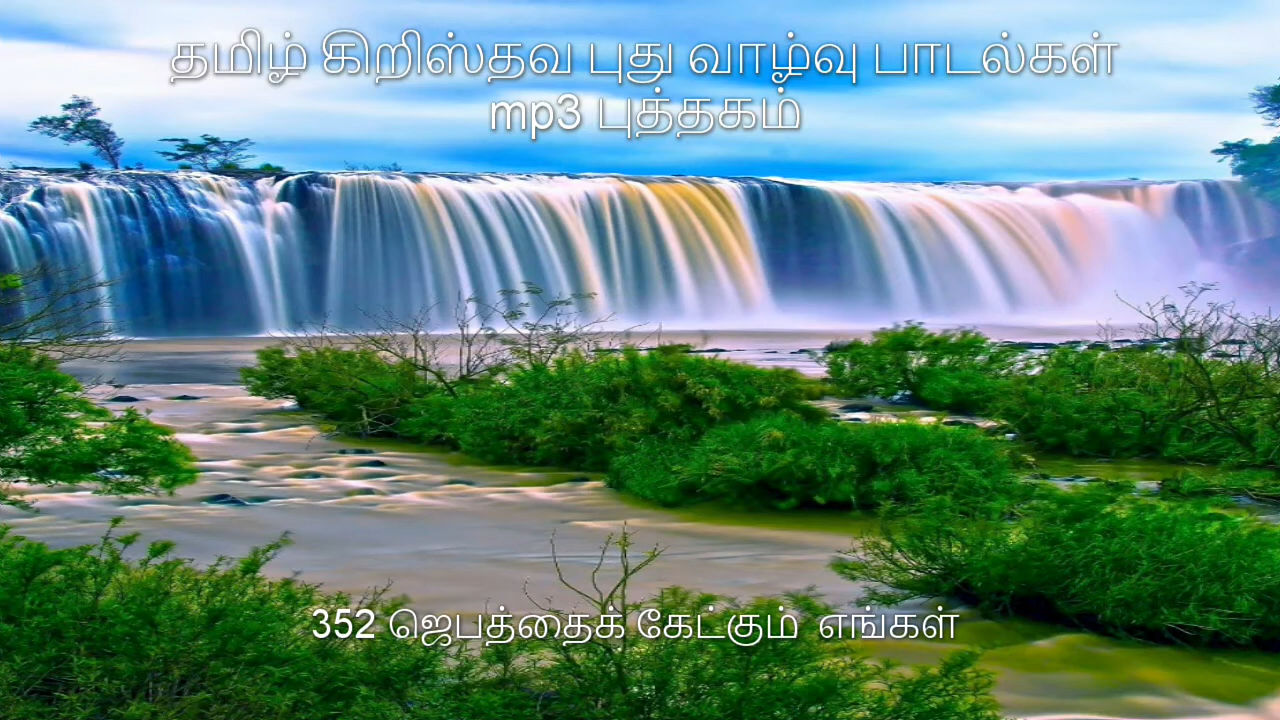 தமிழ் கிறிஸ்தவ புது வாழ்வு பாடல்கள்
mp3 புத்தகம்
352 ஜெபத்தைக் கேட்கும் எங்கள்